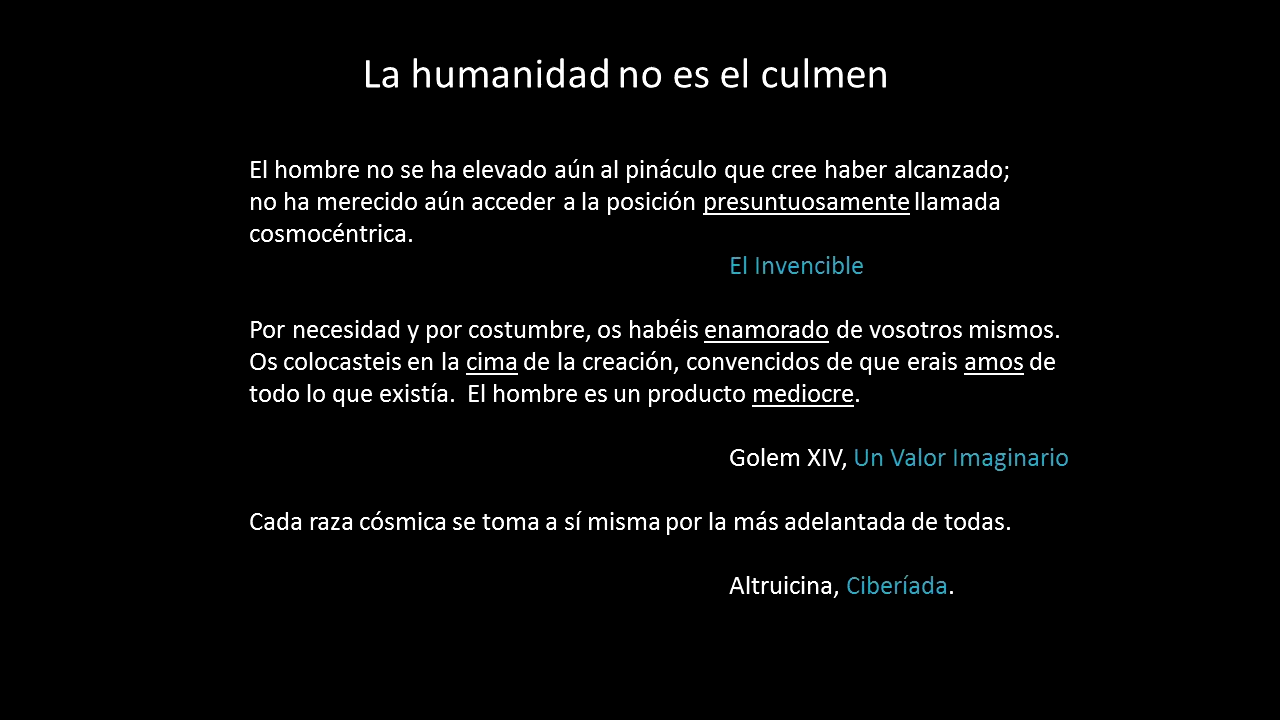 La humanidad no es el culmen
El hombre no se ha elevado aún al pináculo que cree haber alcanzado;
no ha merecido aún acceder a la posición presuntuosamente llamada
cosmocéntrica.
El Invencible
Por necesidad y por costumbre, os habéis enamorado de vosotros mismos.
Os colocasteis en la cima de la creación, convencidos de que erais amos de
todo lo que existía.  El hombre es un producto mediocre.
Golem XIV, Un Valor Imaginario
Cada raza cósmica se toma a sí misma por la más adelantada de todas.
Altruicina, Ciberíada.